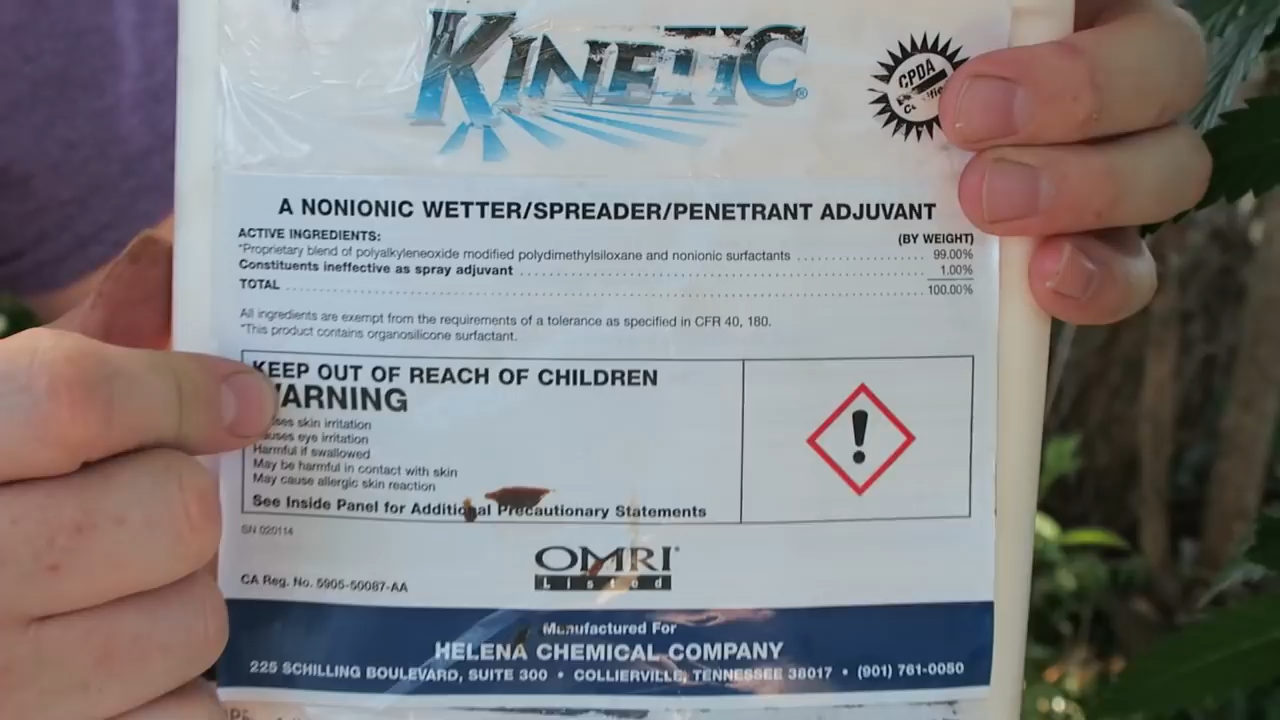 KINETIC®
CPDA
A NONIONIC WETTER/SPREADER/PENETRANT ADJUVANT
ACTIVE INGREDIENTS: (BY WEIGHT)
*Proprietary blend of polyalkyleneoxide modified polydimethylsiloxane and nonionic surfactants 99.00%
Constituents ineffective as spray adjuvant 1.00%
TOTAL 100.00%
All ingredients are exempt from the requirements of a tolerance as specified in CFR 40, 180.
*This product contains organosilicone surfactant.
KEEP OUT OF REACH OF CHILDREN
WARNING
skin irritation
eye irritation
Harmful if swallowed
May be harmful in contact with skin
May cause allergic skin reaction
See Inside Panel for Additional Precautionary Statements
SN 020114
OMRI
Listed
CA Reg. No. 5905-50087-AA
Manufactured For
HELENA CHEMICAL COMPANY
225 SCHILLING BOULEVARD, SUITE 300 • COLLIERVILLE, TENNESSEE 38017 • (901) 761-0050